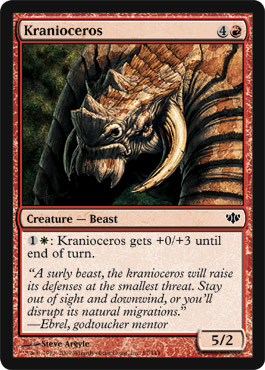 Kranioceros 4
Creature — Beast
1 : Kranioceros gets +0/+3 until
end of turn.
“A surly beast, the kranioceros will raise
its defenses at the smallest threat. Stay
out of sight and downwind, or you’ll
disrupt its natural migrations.”
—Ebrel, godtoucher mentor
Steve Argyle
5/2